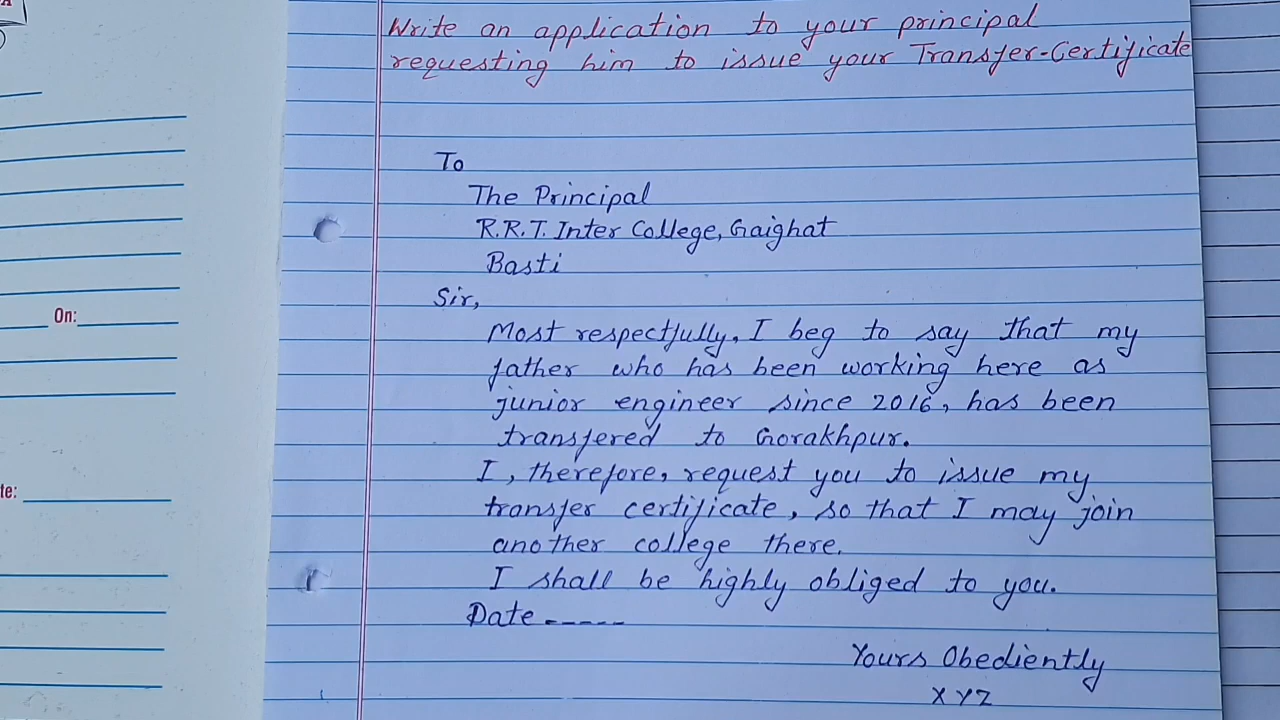 Write an application to your principal
requesting him to issue your Transfer-Certificate
To
The Principal
R.R.T. Inter College, Gaighat
Basti
Sir,
Most respectfully, I beg to say that my
father who has been working here as
junior engineer since 2016, has been
transfered to Gorakhpur.
I, therefore, request you to issue my
transfer certificate, so that I may join
another college there.
I shall be highly obliged to you.
Date -----
Yours Obediently
XYZ
On:
te: